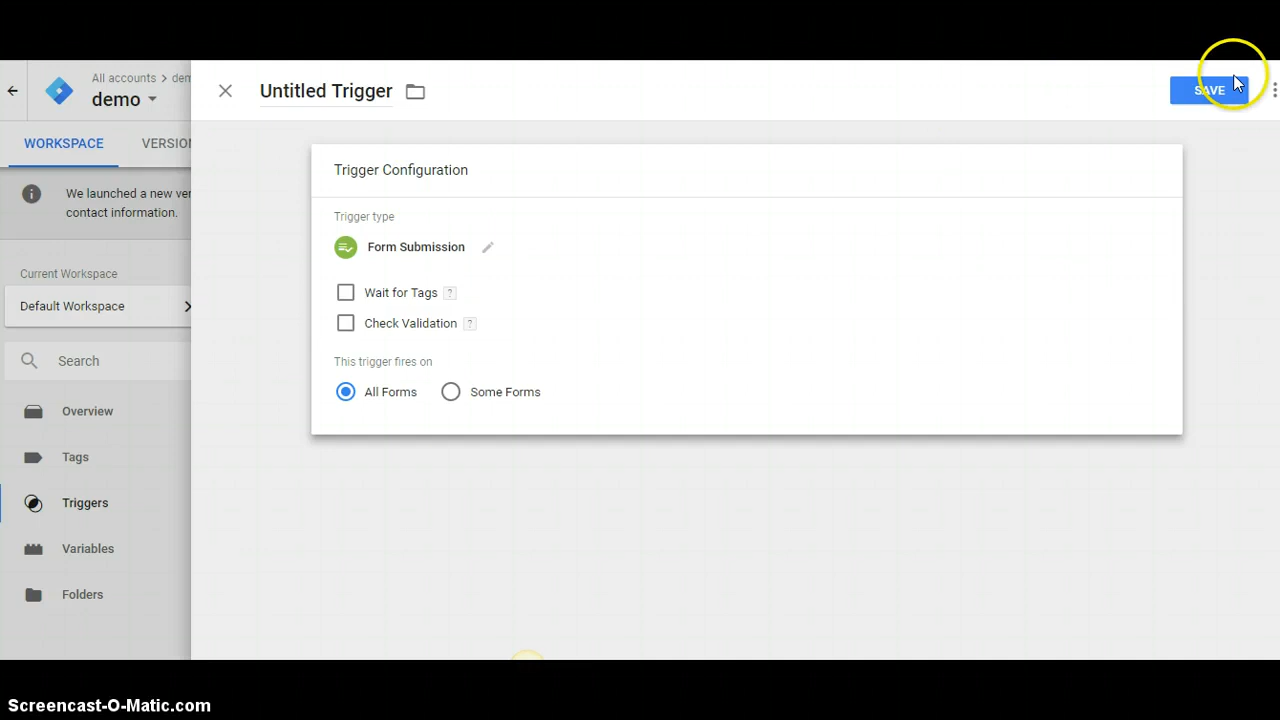 All accounts > dem
demo
Untitled Trigger
SAVE
WORKSPACE
VERSION
We launched a new ver
contact information.
Current Workspace
Default Workspace
Search
Overview
Tags
Triggers
Variables
Folders
Trigger Configuration
Trigger type
Form Submission
Wait for Tags ?
Check Validation ?
This trigger fires on
All Forms
Some Forms
Screencast-O-Matic.com